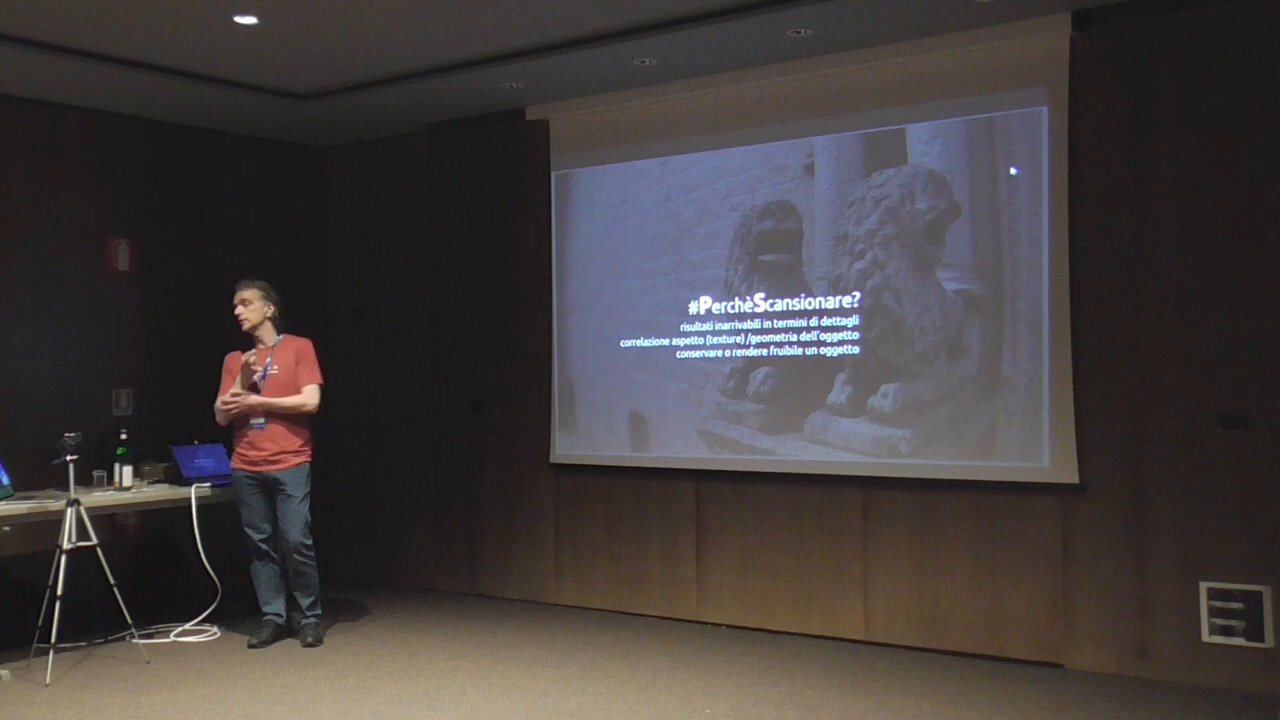 #PerchèScansionare?
risultati inarrivabili in termini di dettagli
correlazione aspetto (texture) /geometria dell'oggetto
conservare o rendere fruibile un oggetto